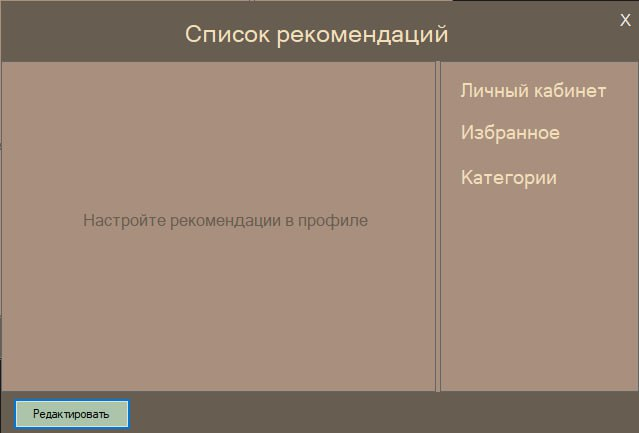 Список рекомендаций
X
Личный кабинет
Избранное
Категории
Настройте рекомендации в профиле
Редактировать